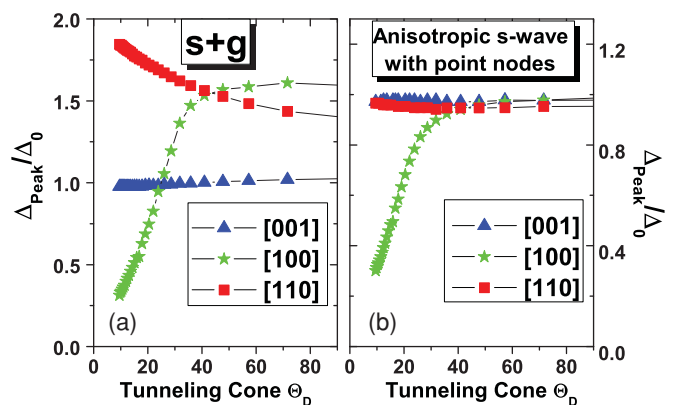 s+g
Anisotropic s-wave
with point nodes
2.0
1.5
1.0
0.5
0.0
Δ_Peak/Δ_0
[001]
[100]
[110]
(a)
0 20 40 60 80
Tunneling Cone Θ_D
1.2
0.8
0.4
0.0
Δ_Peak/Δ_0
[001]
[100]
[110]
(b)
0 20 40 60 80
Tunneling Cone Θ_D